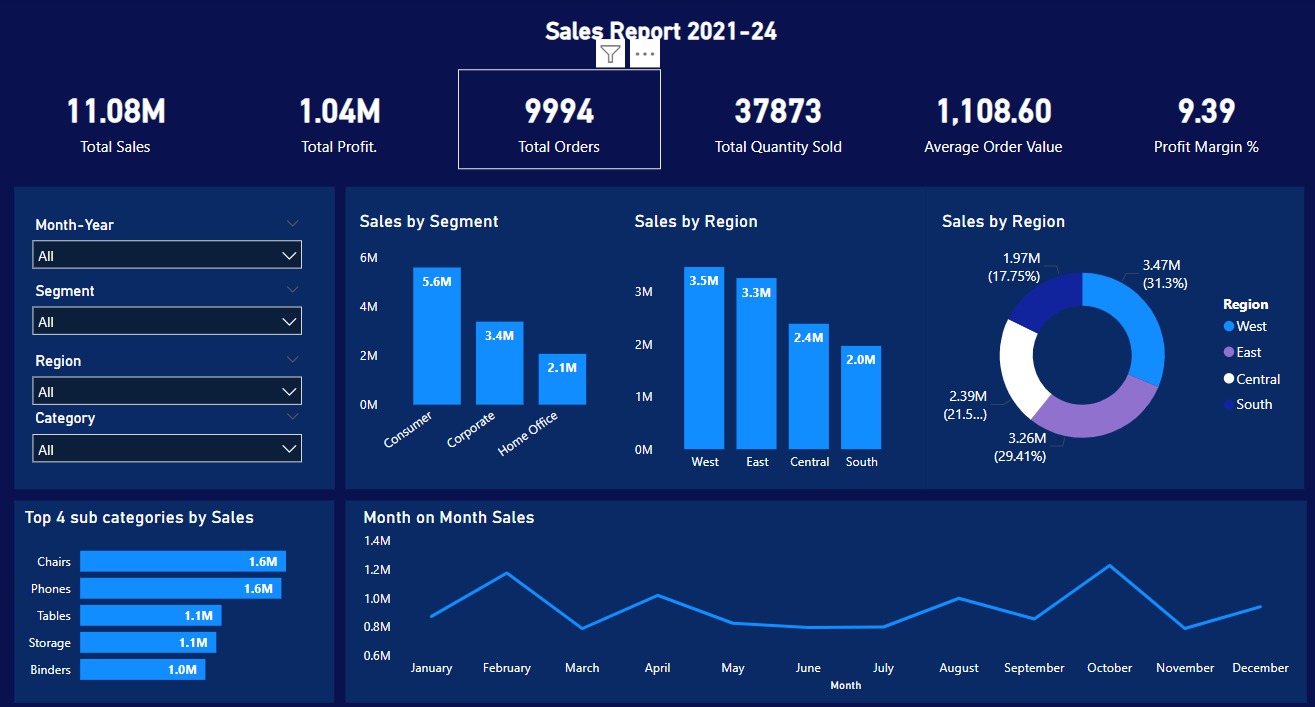 Sales Report 2021-24
11.08M
Total Sales
1.04M
Total Profit.
9994
Total Orders
37873
Total Quantity Sold
1,108.60
Average Order Value
9.39
Profit Margin %
Month-Year
All
Segment
All
Region
All
Category
All
Sales by Segment
6M
4M
2M
0M
5.6M
3.4M
2.1M
Consumer
Corporate
Home Office
Sales by Region
3M
2M
1M
0M
3.5M
3.3M
2.4M
2.0M
West
East
Central
South
Sales by Region
1.97M
(17.75%)
3.47M
(31.3%)
2.39M
(21.5...)
3.26M
(29.41%)
Region
West
East
Central
South
Top 4 sub categories by Sales
Chairs 1.6M
Phones 1.6M
Tables 1.1M
Storage 1.1M
Binders 1.0M
Month on Month Sales
1.4M
1.2M
1.0M
0.8M
0.6M
January February March April May June July August September October November December
Month